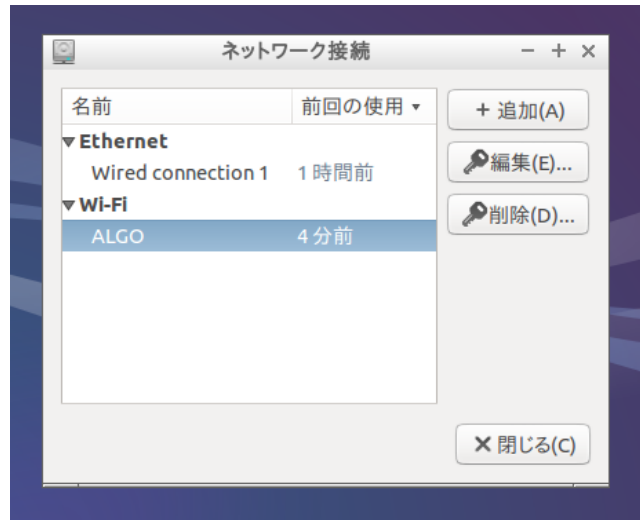 ネットワーク接続
名前 前回の使用
Ethernet
Wired connection 1 1 時間前
Wi-Fi
ALGO 4 分前
+ 追加(A)
編集(E)...
削除(D)...
閉じる(C)